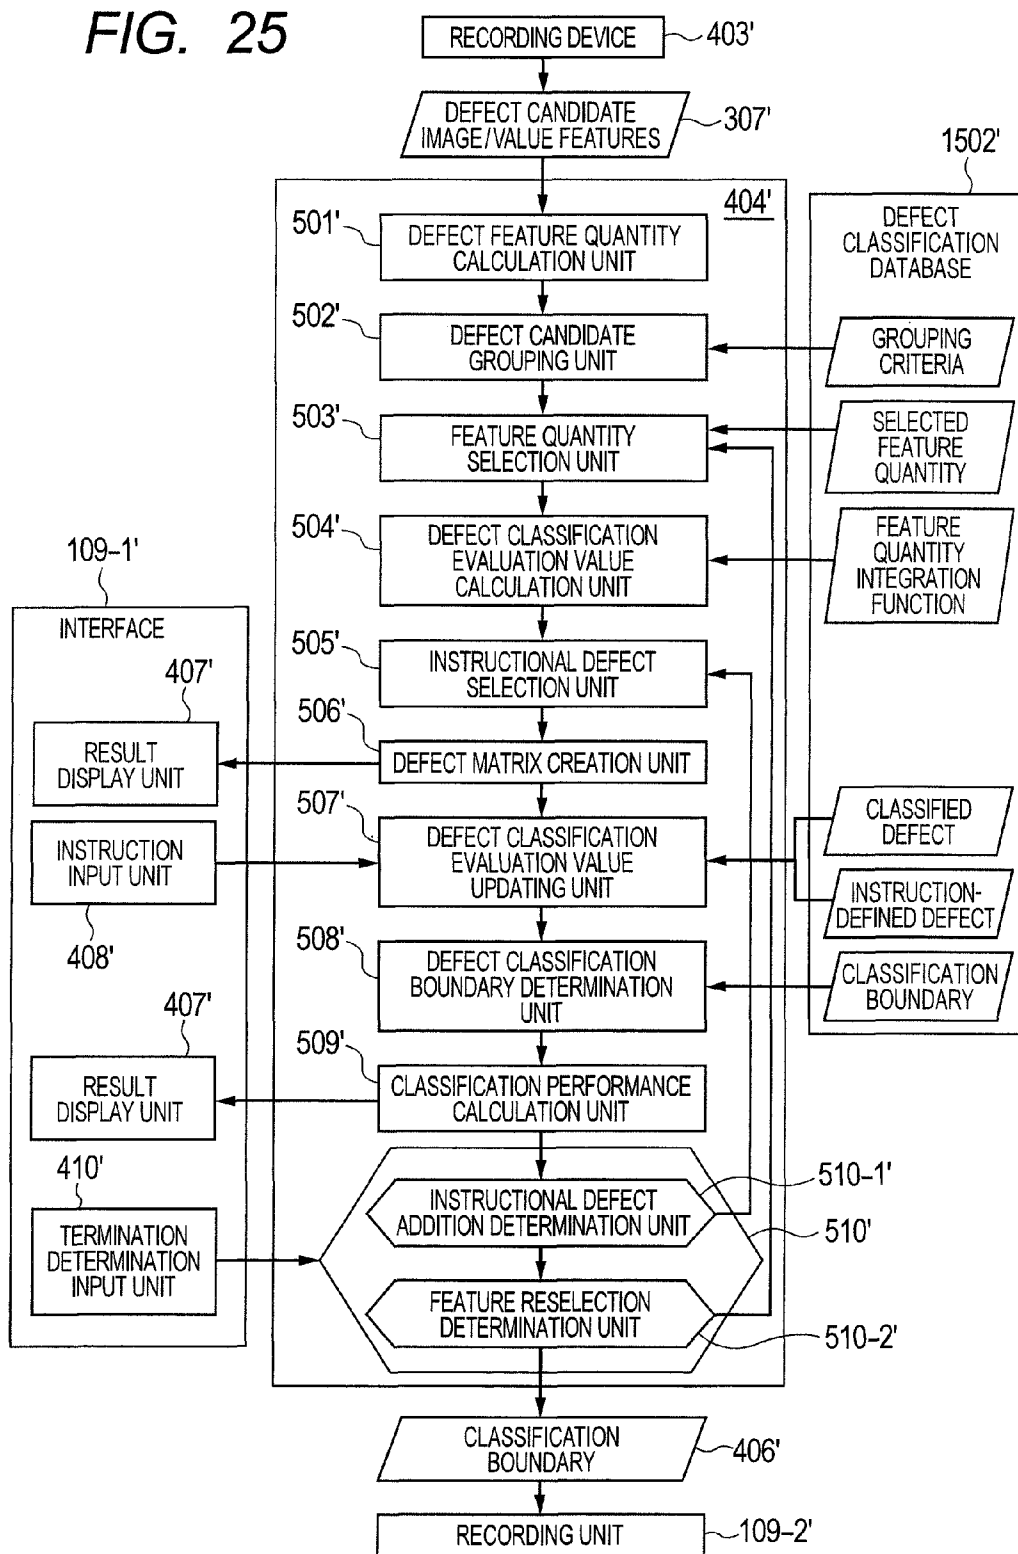 FIG. 25
RECORDING DEVICE
403'
DEFECT CANDIDATE
IMAGE/VALUE FEATURES
307'
1502'
404'
DEFECT
CLASSIFICATION
DATABASE
501'
DEFECT FEATURE QUANTITY
CALCULATION UNIT
502'
DEFECT CANDIDATE
GROUPING UNIT
GROUPING
CRITERIA
503'
FEATURE QUANTITY
SELECTION UNIT
SELECTED
FEATURE
QUANTITY
504'
DEFECT CLASSIFICATION
EVALUATION VALUE
CALCULATION UNIT
FEATURE
QUANTITY
INTEGRATION
FUNCTION
109-1'
INTERFACE
505'
INSTRUCTIONAL DEFECT
SELECTION UNIT
407'
RESULT
DISPLAY UNIT
506'
DEFECT MATRIX CREATION UNIT
507'
DEFECT CLASSIFICATION
EVALUATION VALUE
UPDATING UNIT
INSTRUCTION
INPUT UNIT
408'
CLASSIFIED
DEFECT
INSTRUCTION-
DEFINED DEFECT
508'
DEFECT CLASSIFICATION
BOUNDARY DETERMINATION
UNIT
CLASSIFICATION
BOUNDARY
407'
RESULT
DISPLAY UNIT
509'
CLASSIFICATION PERFORMANCE
CALCULATION UNIT
410'
TERMINATION
DETERMINATION
INPUT UNIT
INSTRUCTIONAL DEFECT
ADDITION DETERMINATION UNIT
510-1'
510'
FEATURE RESELECTION
DETERMINATION UNIT
510-2'
CLASSIFICATION
BOUNDARY
406'
RECORDING UNIT
109-2'